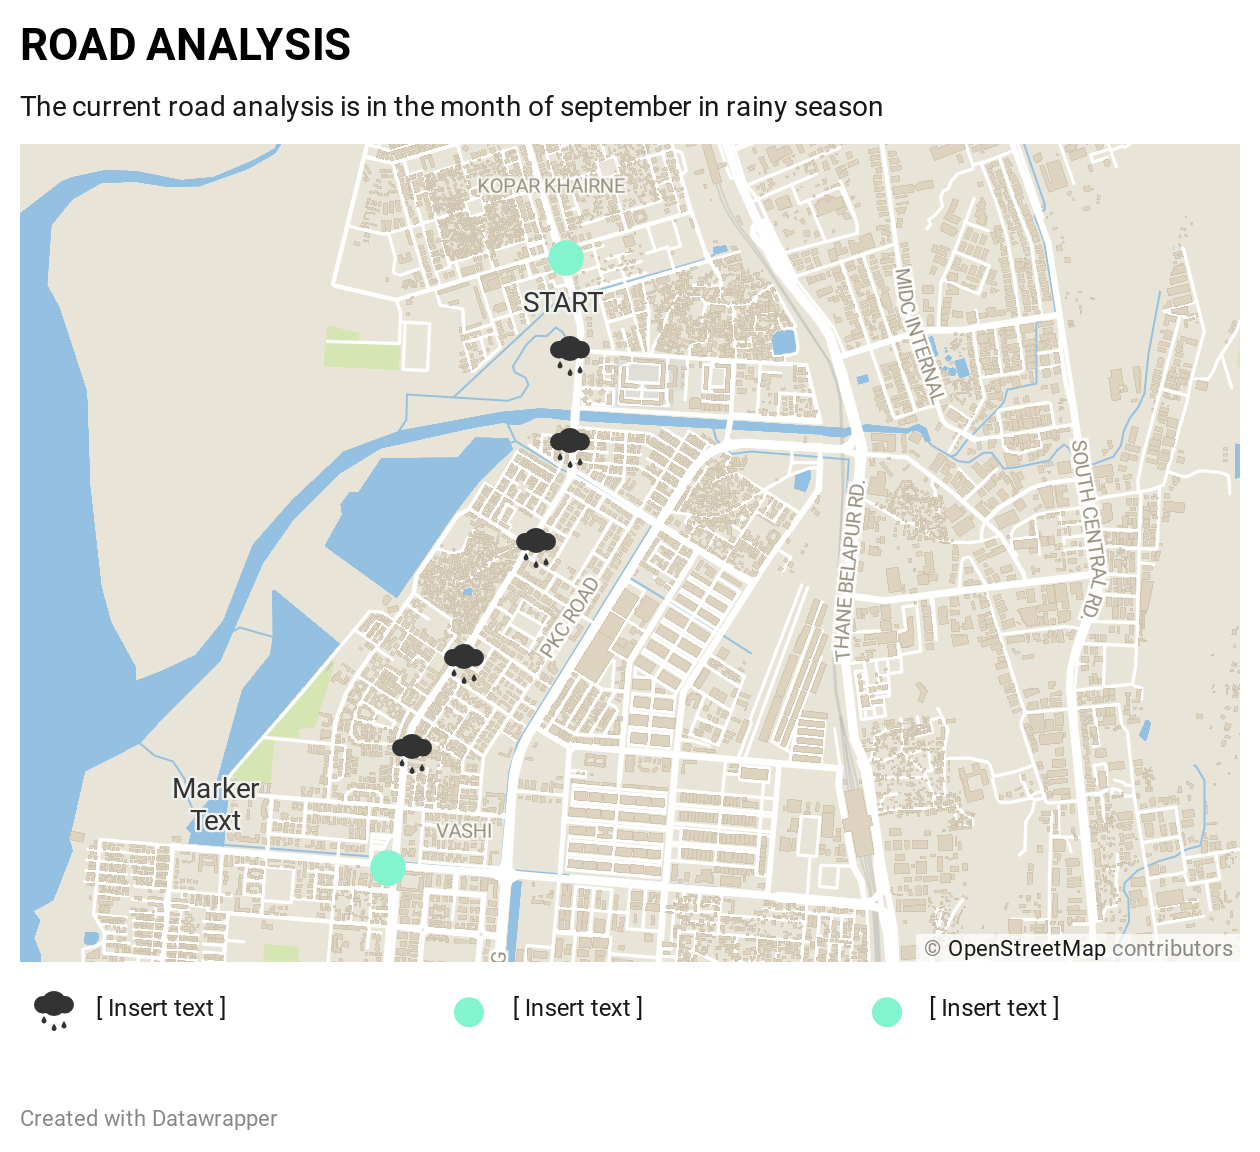 ROAD ANALYSIS
The current road analysis is in the month of september in rainy season
KOPAR KHAIRNE
START
MIDC INTERNAL
SOUTH CENTRAL RD.
THANE BELAPUR RD.
PKC ROAD
Marker
Text
VASHI
G
© OpenStreetMap contributors
[ Insert text ]
[ Insert text ]
[ Insert text ]
Created with Datawrapper